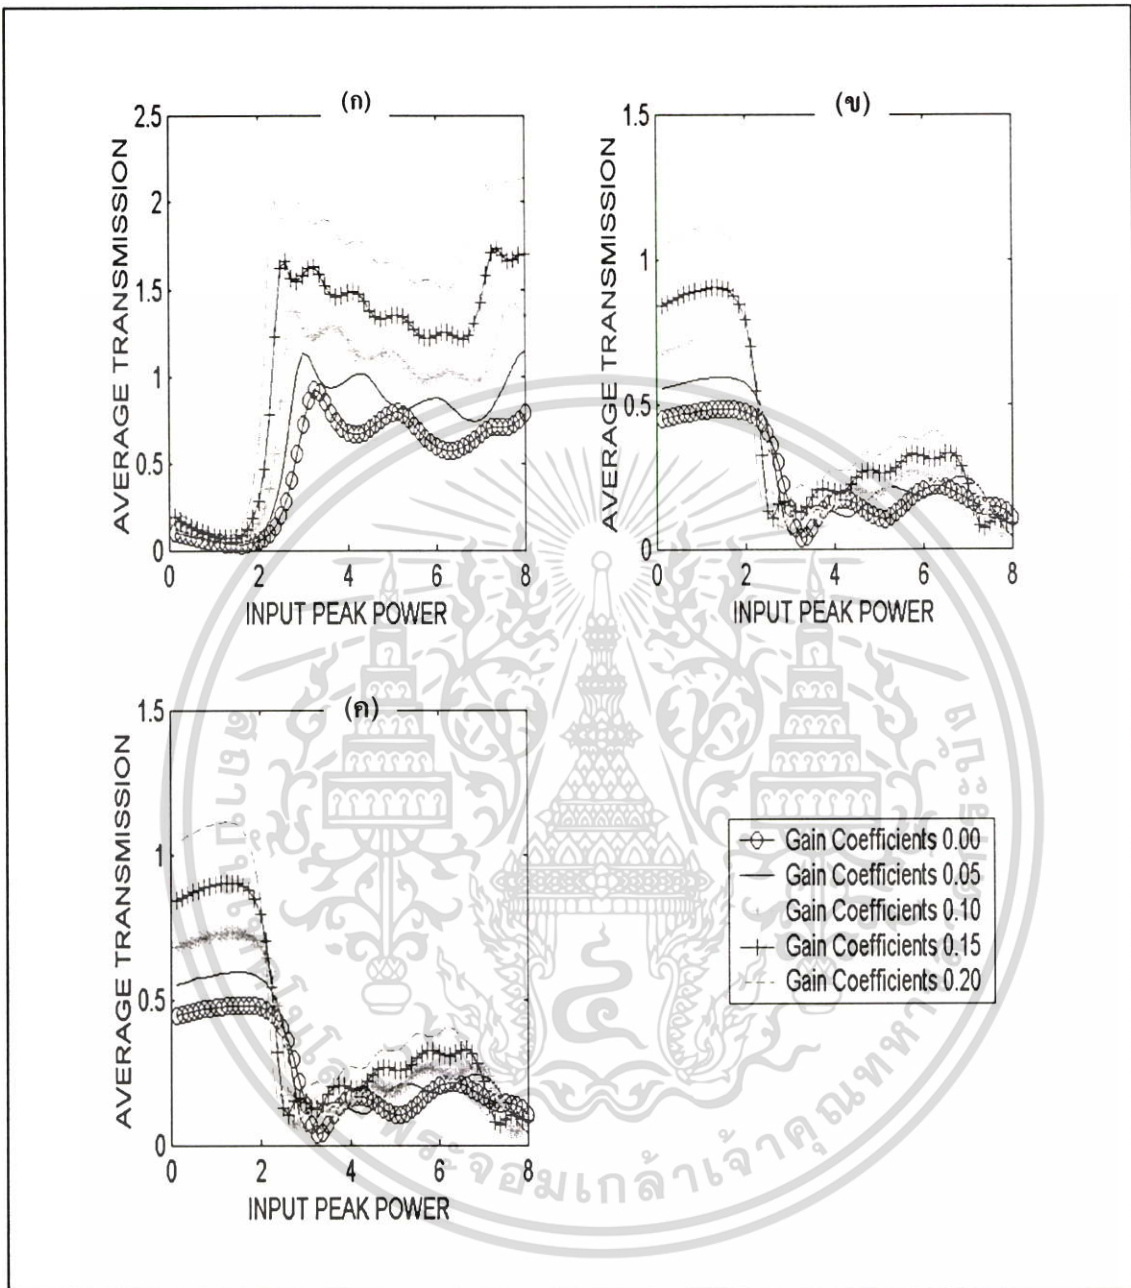 (ก)
2.5
2
1.5
1
0.5
0
0 2 4 6 8
AVERAGE TRANSMISSION
INPUT PEAK POWER
(ข)
1.5
1
0.5
0
0 2 4 6 8
AVERAGE TRANSMISSION
INPUT PEAK POWER
(ค)
1.5
1
0.5
0
0 2 4 6 8
AVERAGE TRANSMISSION
INPUT PEAK POWER
Gain Coefficients 0.00
Gain Coefficients 0.05
Gain Coefficients 0.10
Gain Coefficients 0.15
Gain Coefficients 0.20
พระจอมเกล้าเจ้าคุณทหาร